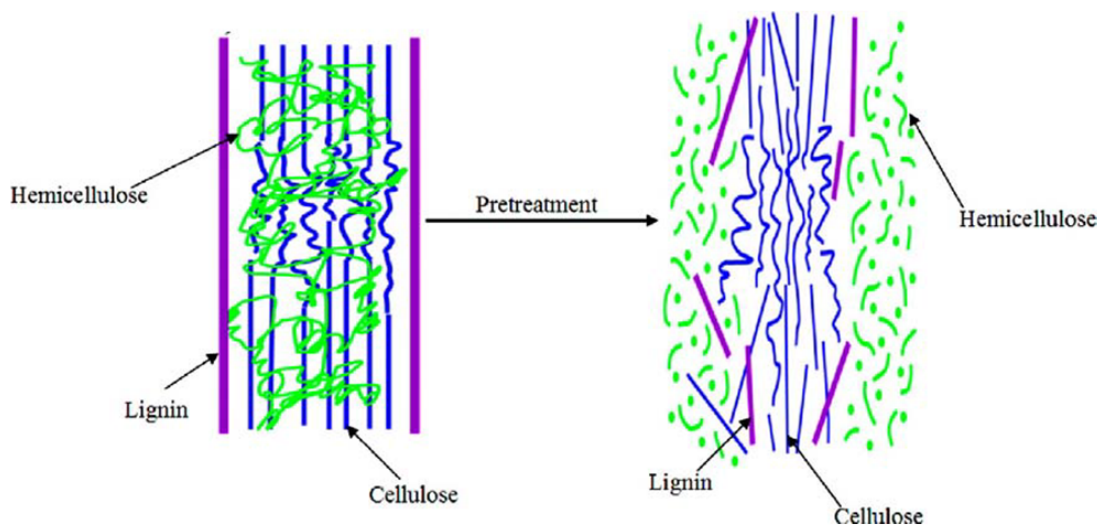 Hemicellulose
Lignin
Cellulose
Pretreatment
Hemicellulose
Lignin
Cellulose